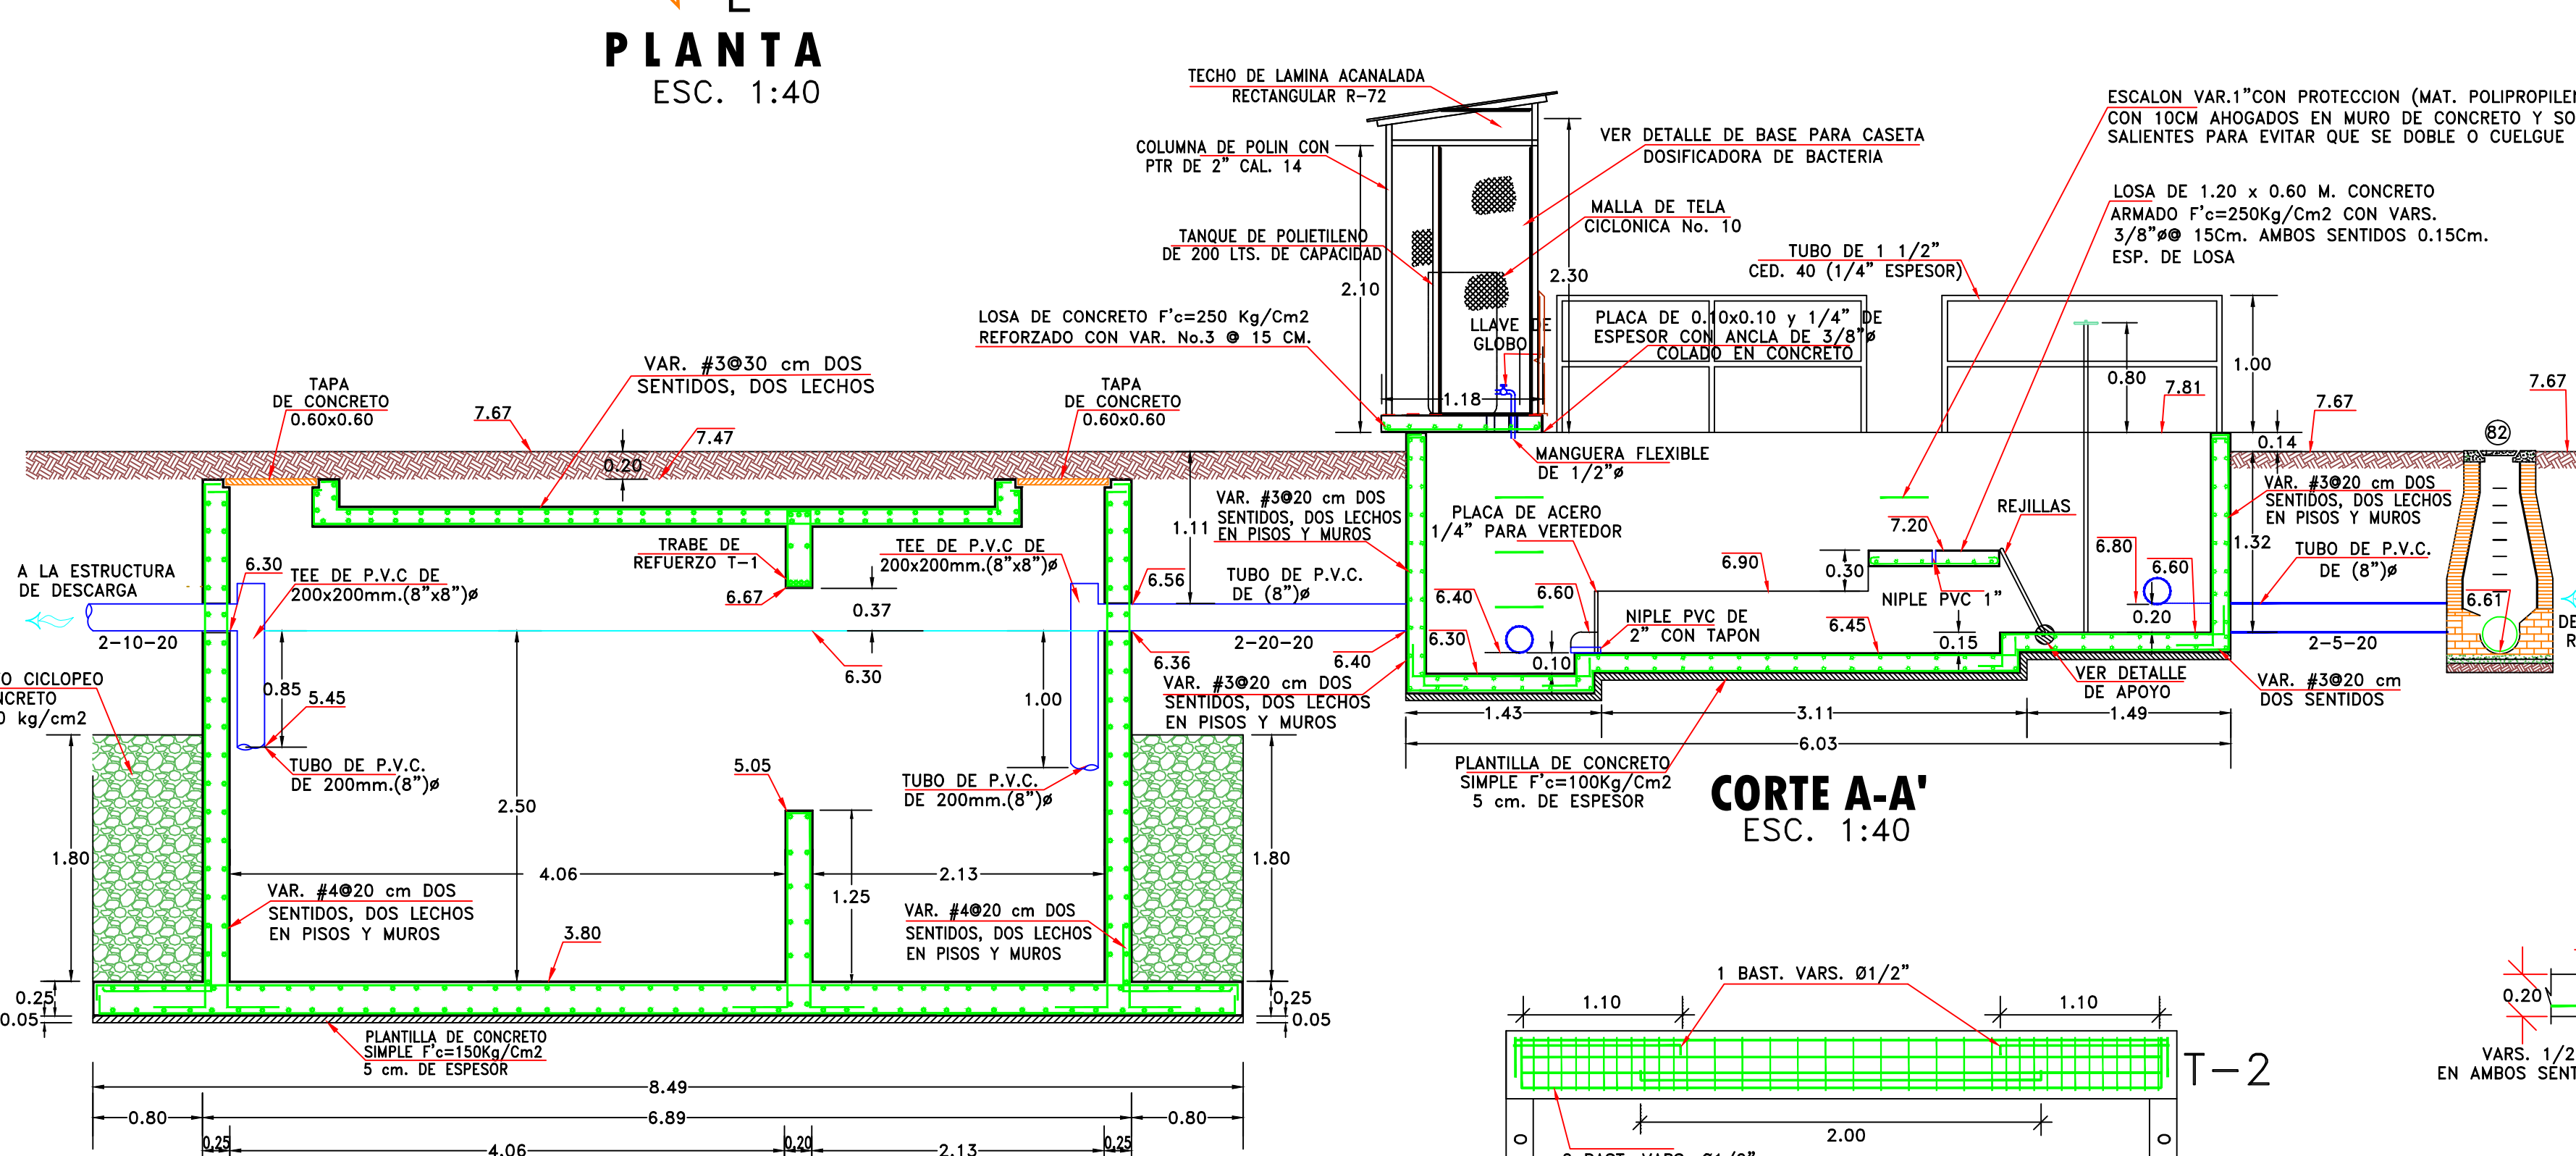 PLANTA
ESC. 1:40
TECHO DE LAMINA ACANALADA
RECTANGULAR R-72
COLUMNA DE POLIN CON
PTR DE 2" CAL. 14
TANQUE DE POLIETILENO
DE 200 LTS. DE CAPACIDAD
LOSA DE CONCRETO F'c=250 Kg/Cm2
REFORZADO CON VAR. No.3 @ 15 CM.
VER DETALLE DE BASE PARA CASETA
DOSIFICADORA DE BACTERIA
MALLA DE TELA
CICLONICA No. 10
2.10
2.30
1.18
LLAVE DE
GLOBO
PLACA DE 0.10x0.10 y 1/4" DE
ESPESOR CON ANCLA DE 3/8"ø
COLADO EN CONCRETO
TUBO DE 1 1/2"
CED. 40 (1/4" ESPESOR)
ESCALON VAR.1"CON PROTECCION (MAT. POLIPROPILEN
CON 10CM AHOGADOS EN MURO DE CONCRETO Y SO
SALIENTES PARA EVITAR QUE SE DOBLE O CUELGUE
LOSA DE 1.20 x 0.60 M. CONCRETO
ARMADO F'c=250Kg/Cm2 CON VARS.
3/8"ø@ 15Cm. AMBOS SENTIDOS 0.15Cm.
ESP. DE LOSA
0.80
7.81
1.00
0.14
7.67
7.67
82
VAR. #3@30 cm DOS
SENTIDOS, DOS LECHOS
TAPA
DE CONCRETO
0.60x0.60
7.67
7.47
0.20
TAPA
DE CONCRETO
0.60x0.60
1.11
MANGUERA FLEXIBLE
DE 1/2"ø
VAR. #3@20 cm DOS
SENTIDOS, DOS LECHOS
EN PISOS Y MUROS
PLACA DE ACERO
1/4" PARA VERTEDOR
7.20
REJILLAS
VAR. #3@20 cm DOS
SENTIDOS, DOS LECHOS
EN PISOS Y MUROS
1.32
TUBO DE P.V.C.
DE (8")ø
A LA ESTRUCTURA
DE DESCARGA
2-10-20
6.30
TEE DE P.V.C DE
200x200mm.(8"x8")ø
TRABE DE
REFUERZO T-1
6.67
0.37
6.30
TEE DE P.V.C DE
200x200mm.(8"x8")ø
6.56
TUBO DE P.V.C.
DE (8")ø
2-20-20
6.36
6.40
6.40
6.30
6.60
0.10
6.90
0.30
NIPLE PVC DE
2" CON TAPON
NIPLE PVC 1"
6.45
0.15
6.80
6.60
0.20
6.61
2-5-20
DE
R
VER DETALLE
DE APOYO
VAR. #3@20 cm
DOS SENTIDOS
VAR. #3@20 cm DOS
SENTIDOS, DOS LECHOS
EN PISOS Y MUROS
1.43
3.11
1.49
6.03
PLANTILLA DE CONCRETO
SIMPLE F'c=100Kg/Cm2
5 cm. DE ESPESOR
CORTE A-A'
ESC. 1:40
O CICLOPEO
NCRETO
0 kg/cm2
0.85
5.45
TUBO DE P.V.C.
DE 200mm.(8")ø
1.00
TUBO DE P.V.C.
DE 200mm.(8")ø
5.05
2.50
1.80
1.80
4.06
2.13
1.25
VAR. #4@20 cm DOS
SENTIDOS, DOS LECHOS
EN PISOS Y MUROS
VAR. #4@20 cm DOS
SENTIDOS, DOS LECHOS
EN PISOS Y MUROS
3.80
0.25
0.05
0.25
0.05
PLANTILLA DE CONCRETO
SIMPLE F'c=150Kg/Cm2
5 cm. DE ESPESOR
8.49
0.80
6.89
0.80
0.25
4.06
0.20
2.13
0.25
1 BAST. VARS. Ø1/2"
1.10
1.10
T-2
2.00
0
0
0.20
VARS. 1/2
EN AMBOS SENT